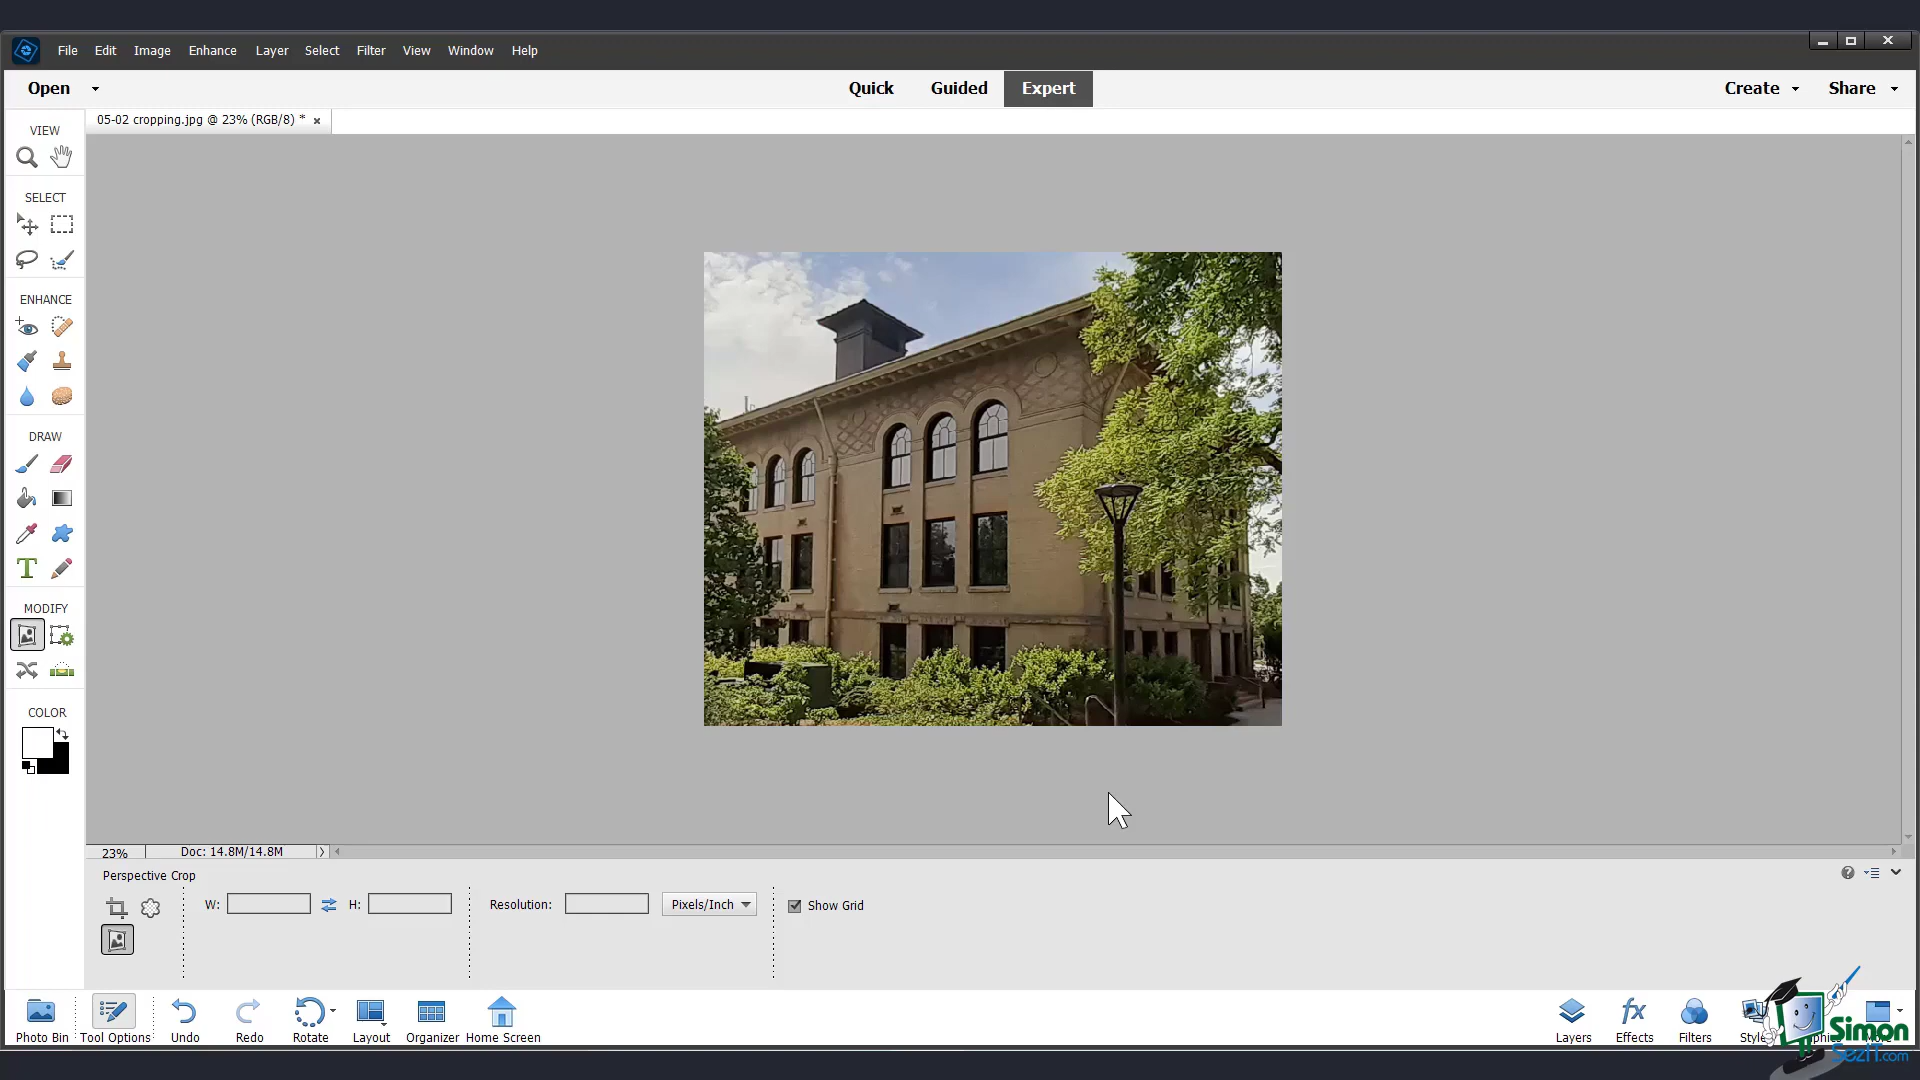 File Edit Image Enhance Layer Select Filter View Window Help
Open Quick Guided Expert Create Share
05-02 cropping.jpg @ 23% (RGB/8) * ×
VIEW
SELECT
ENHANCE
DRAW
T
MODIFY
COLOR
23% Doc: 14.8M/14.8M
Perspective Crop
W: H: Resolution: Pixels/Inch Show Grid
fx
Photo Bin Tool Options Undo Redo Rotate Layout Organizer Home Screen Layers Effects Filters
Simon
SezIT.com